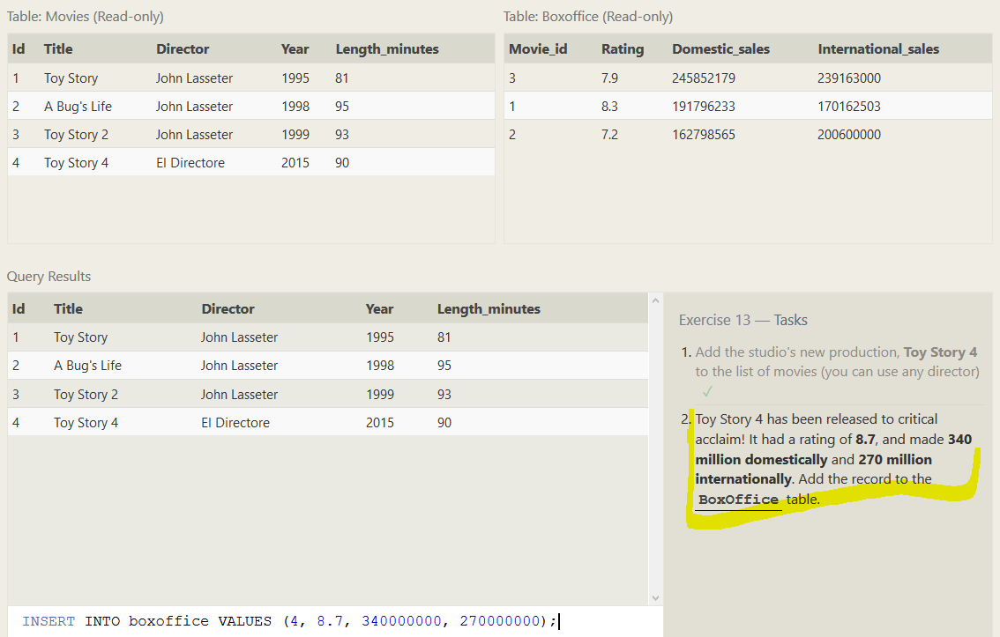 Table: Movies (Read-only)
Id Title Director Year Length_minutes
1 Toy Story John Lasseter 1995 81
2 A Bug's Life John Lasseter 1998 95
3 Toy Story 2 John Lasseter 1999 93
4 Toy Story 4 El Directore 2015 90
Table: Boxoffice (Read-only)
Movie_id Rating Domestic_sales International_sales
3 7.9 245852179 239163000
1 8.3 191796233 170162503
2 7.2 162798565 200600000
Query Results
Id Title Director Year Length_minutes
1 Toy Story John Lasseter 1995 81
2 A Bug's Life John Lasseter 1998 95
3 Toy Story 2 John Lasseter 1999 93
4 Toy Story 4 El Directore 2015 90
Exercise 13 — Tasks
1. Add the studio's new production, Toy Story 4
to the list of movies (you can use any director)
✓
2. Toy Story 4 has been released to critical
acclaim! It had a rating of 8.7, and made 340
million domestically and 270 million
internationally. Add the record to the
BoxOffice table.
INSERT INTO boxoffice VALUES (4, 8.7, 340000000, 270000000);